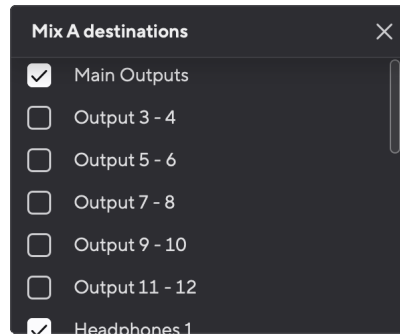 Mix A destinations
Main Outputs
Output 3 - 4
Output 5 - 6
Output 7 - 8
Output 9 - 10
Output 11 - 12
Headphones 1